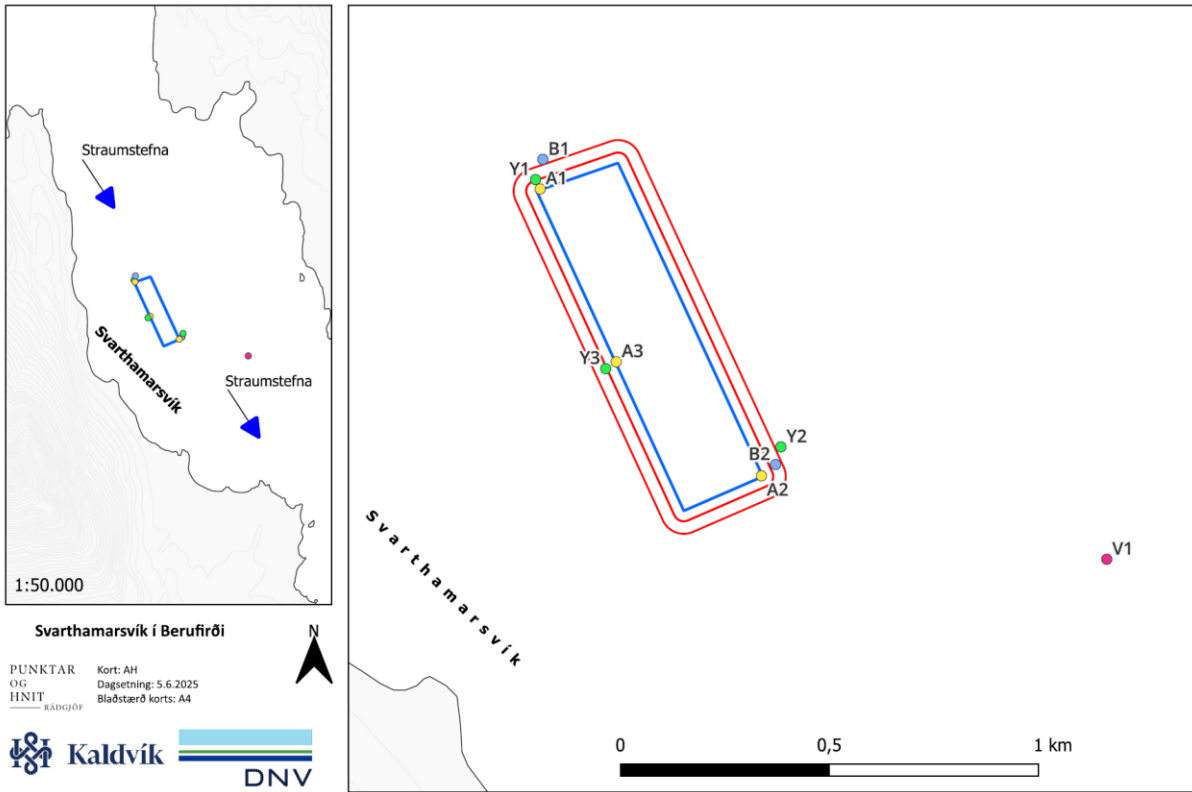 Straumstefna
Svarthamarsvík
Straumstefna
1:50.000
Svarthamarsvík í Berufirði
N
PUNKTAR
OG
HNIT
RÁÐGJÖF
Kort: AH
Dagsetning: 5.6.2025
Blaðstærð korts: A4
Kaldvík
DNV
B1
Y1
A1
A3
Y3
Y2
B2
A2
V1
Svarthamarsvík
0 0,5 1 km